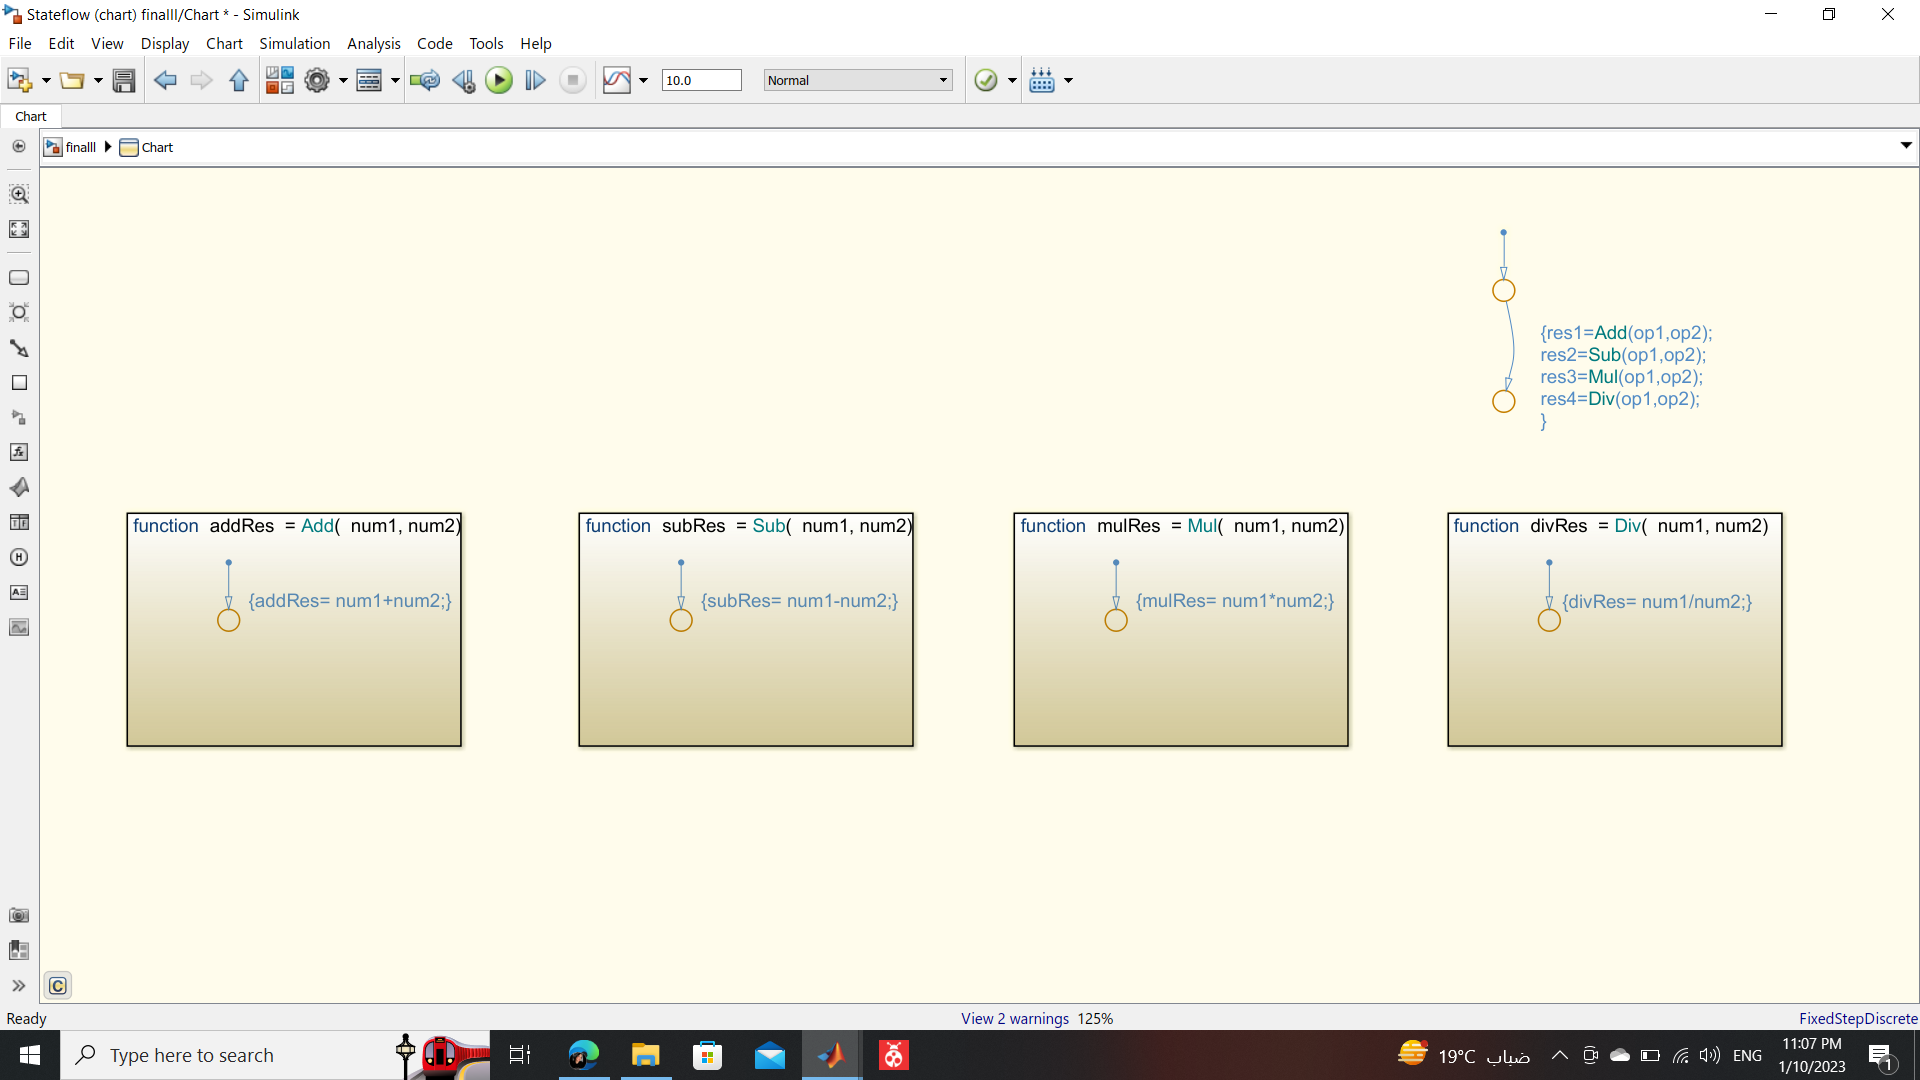 Stateflow (chart) finalll/Chart * - Simulink
File Edit View Display Chart Simulation Analysis Code Tools Help
10.0 Normal
Chart
finalll Chart
{res1=Add(op1,op2);
res2=Sub(op1,op2);
res3=Mul(op1,op2);
res4=Div(op1,op2);
}
function addRes = Add( num1, num2)
{addRes= num1+num2;}
function subRes = Sub( num1, num2)
{subRes= num1-num2;}
function mulRes = Mul( num1, num2)
{mulRes= num1*num2;}
function divRes = Div( num1, num2)
{divRes= num1/num2;}
C
Ready View 2 warnings 125% FixedStepDiscrete
Type here to search
19°C ضباب ENG 11:07 PM
1/10/2023
1